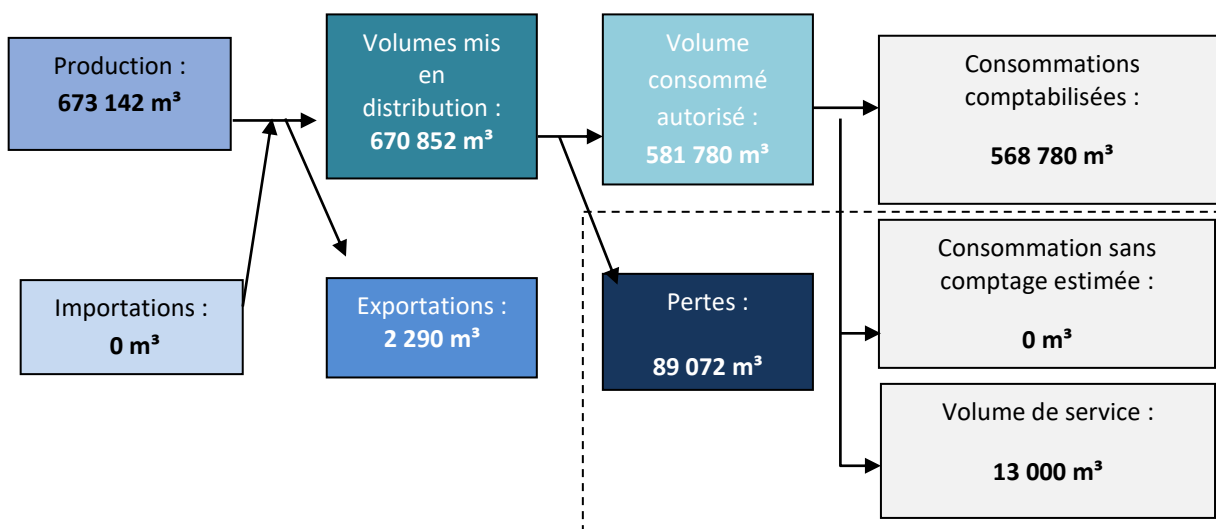 Production :
673 142 m³
Volumes mis
en
distribution :
670 852 m³
Volume
consommé
autorisé :
581 780 m³
Consommations
comptabilisées :
568 780 m³
Importations :
0 m³
Exportations :
2 290 m³
Pertes :
89 072 m³
Consommation sans
comptage estimée :
0 m³
Volume de service :
13 000 m³